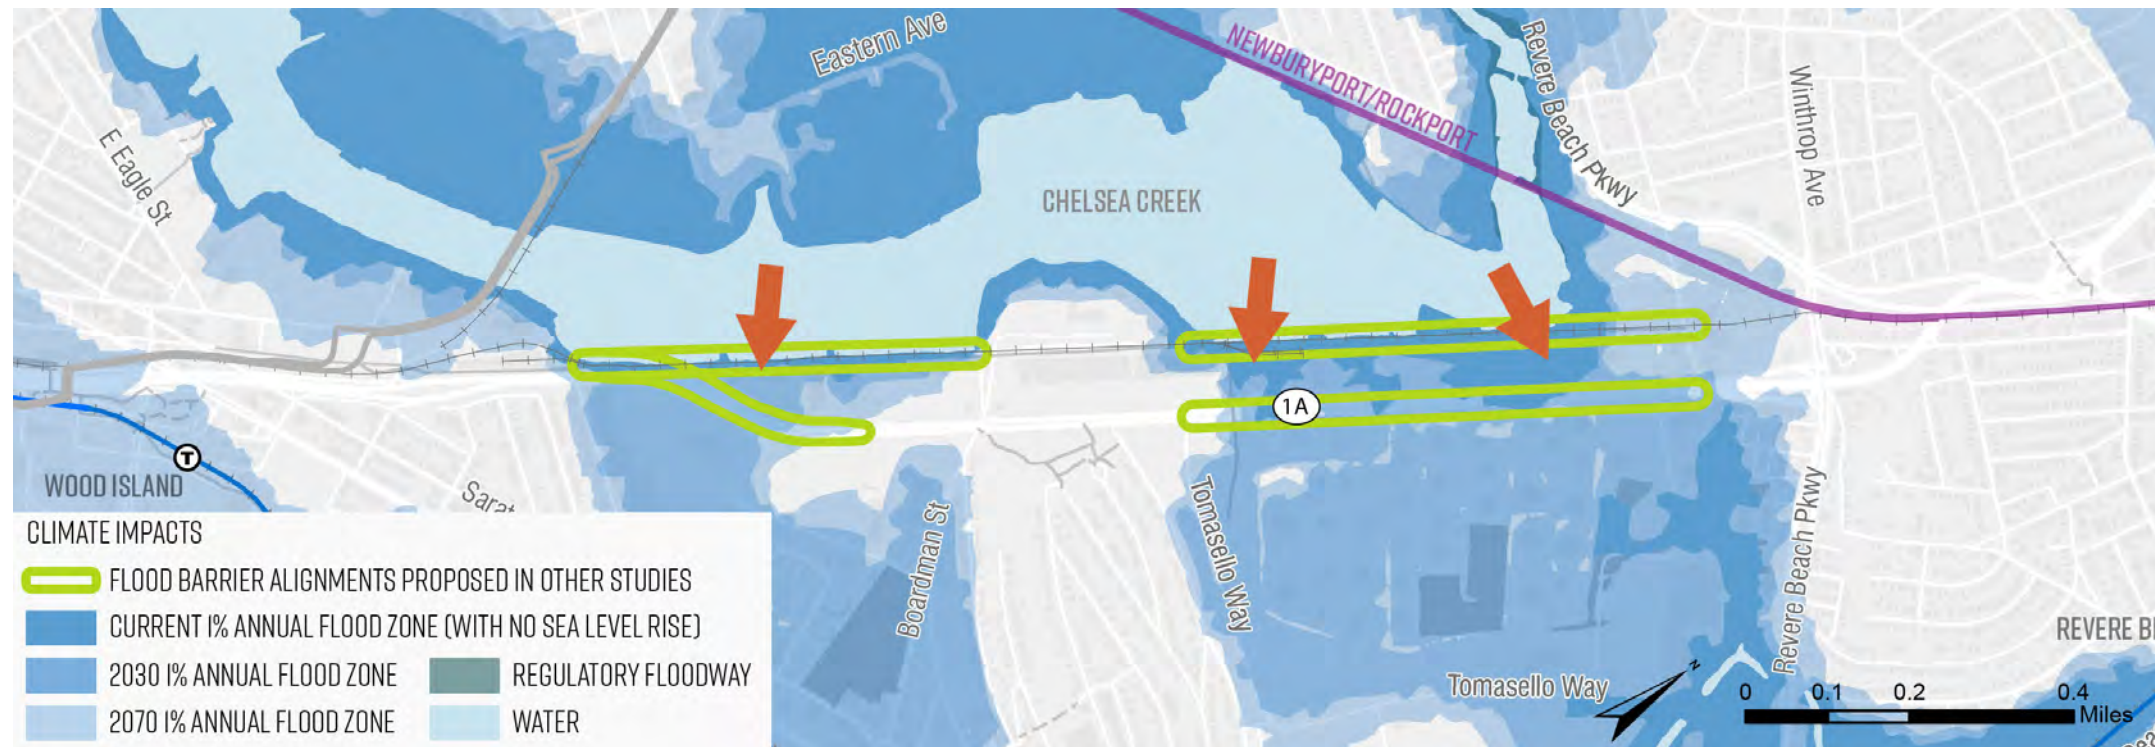 Eastern Ave
NEWBURYPORT/ROCKPORT
Revere Beach Pkwy
Winthrop Ave
E Eagle St
CHELSEA CREEK
1A
T
WOOD ISLAND
Sarat
Boardman St
Tomasello Way
Revere Beach Pkwy
REVERE B
Tomasello Way
N
0 0.1 0.2 0.4
Miles
CLIMATE IMPACTS
FLOOD BARRIER ALIGNMENTS PROPOSED IN OTHER STUDIES
CURRENT 1% ANNUAL FLOOD ZONE (WITH NO SEA LEVEL RISE)
2030 1% ANNUAL FLOOD ZONE
REGULATORY FLOODWAY
2070 1% ANNUAL FLOOD ZONE
WATER